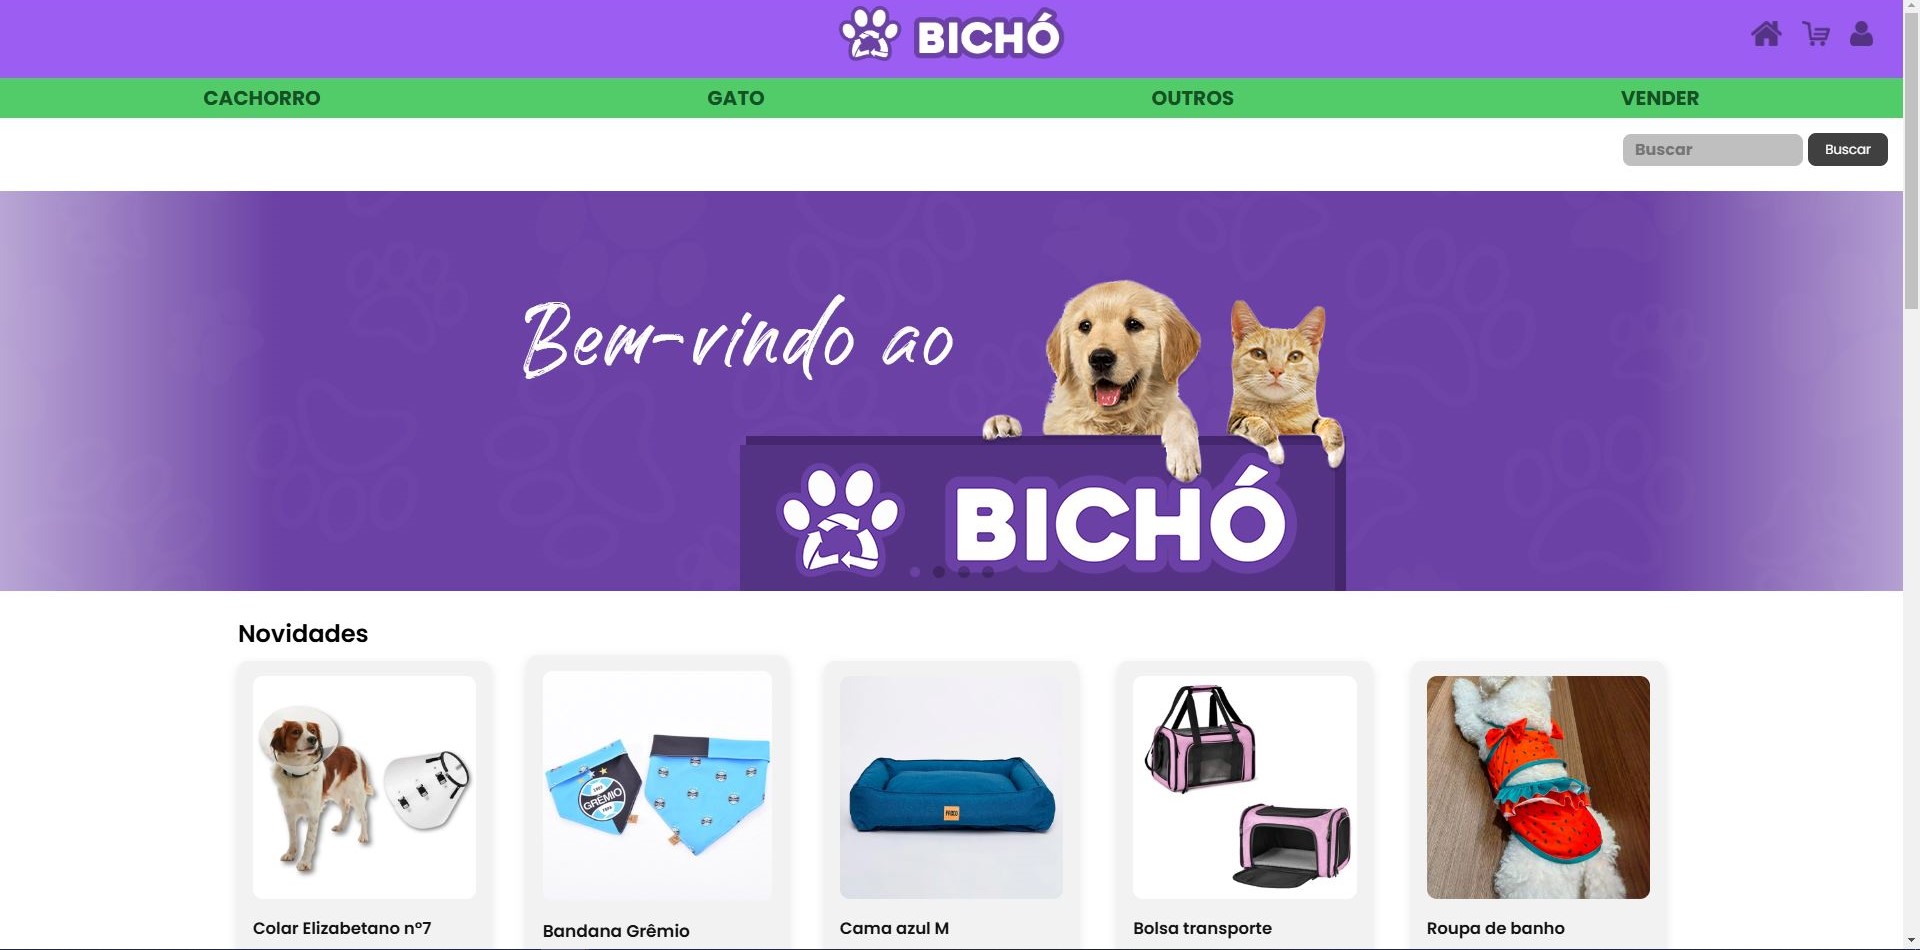 BICHÓ
CACHORRO GATO OUTROS VENDER
Buscar Buscar
Bem-vindo ao
BICHÓ
Novidades
GRÊMIO
Colar Elizabetano nº7
Bandana Grêmio
Cama azul M
Bolsa transporte
Roupa de banho